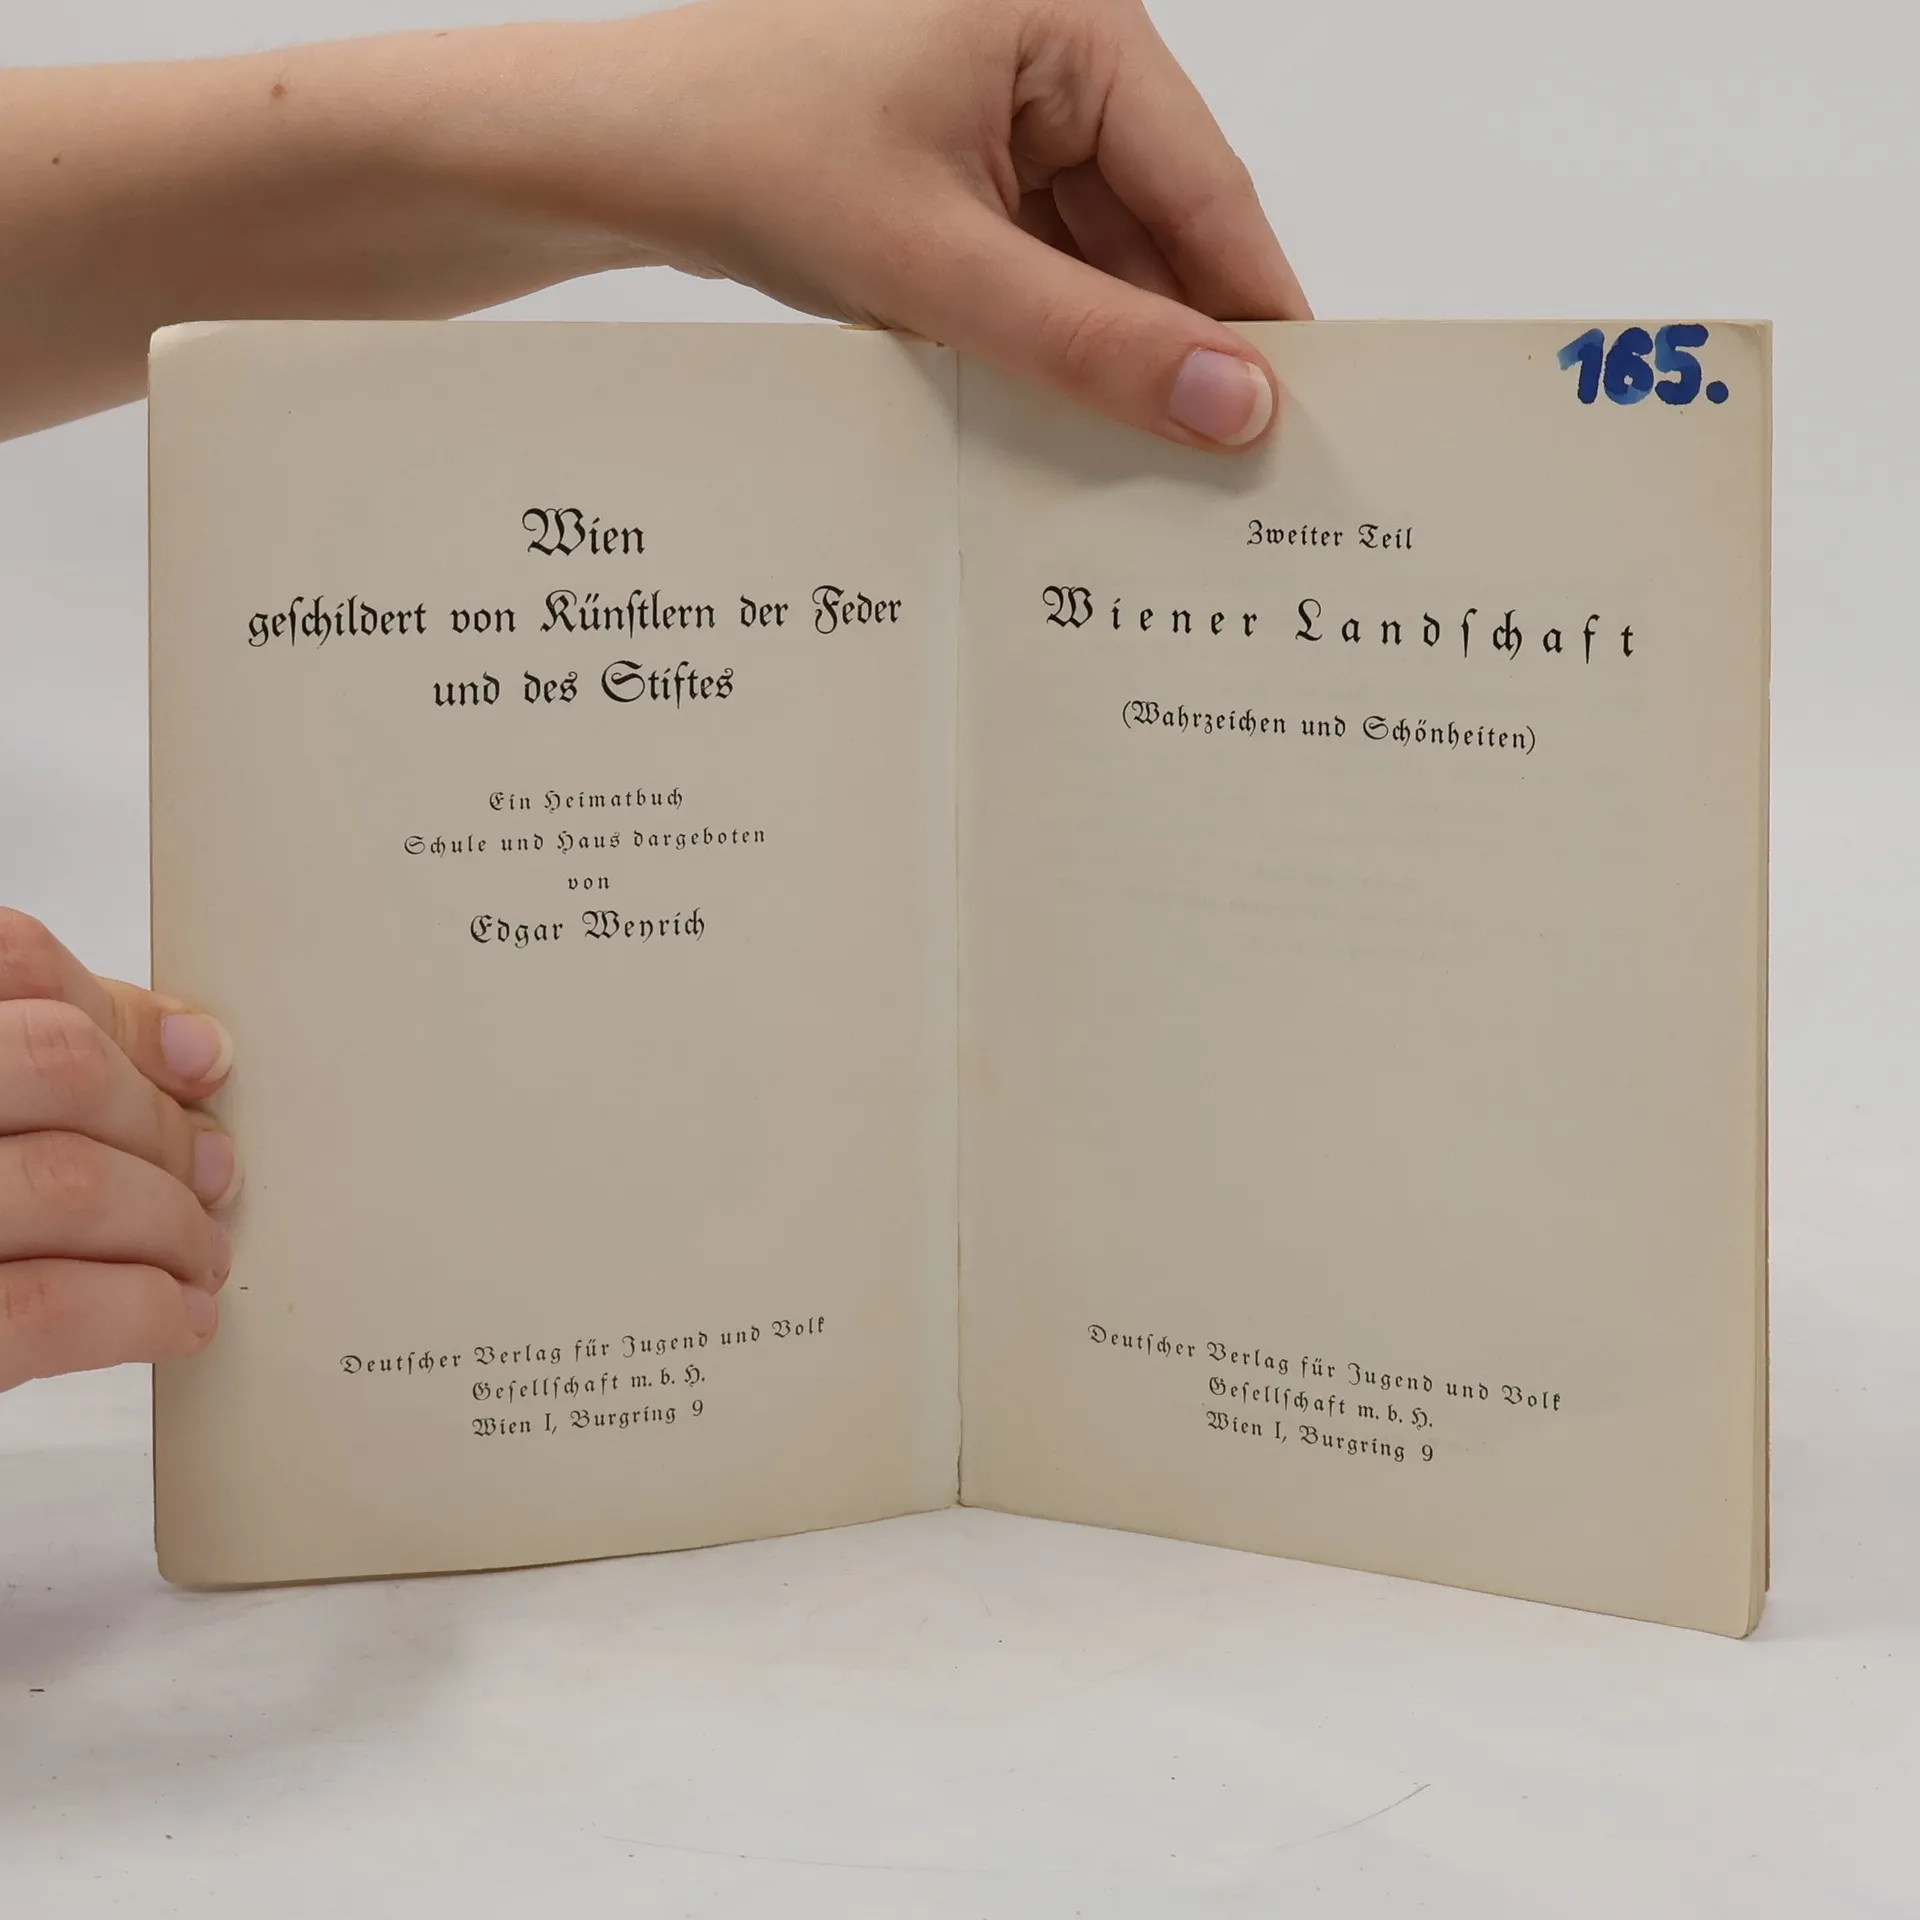 Wien
geſchildert von Künſtlern der Feder
und des Stiftes
Ein Heimatbuch
Schule und Haus dargeboten
von
Edgar Weyrich
Deutſcher Verlag für Jugend und Volk
Geſellſchaft m. b. H.
Wien I, Burgring 9
165.
Zweiter Teil
Wiener Landſchaft
(Wahrzeichen und Schönheiten)
Deutſcher Verlag für Jugend und Volk
Geſellſchaft m. b. H.
Wien I, Burgring 9